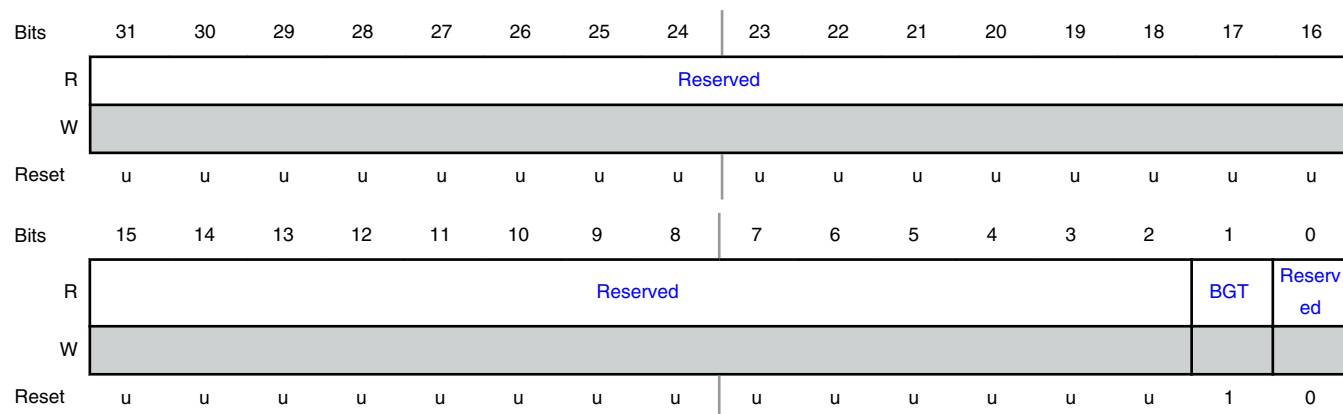 Bits 31 30 29 28 27 26 25 24 23 22 21 20 19 18 17 16
R Reserved
W
Reset u u u u u u u u u u u u u u u u
Bits 15 14 13 12 11 10 9 8 7 6 5 4 3 2 1 0
R Reserved BGT Reserv
ed
W
Reset u u u u u u u u u u u u u u 1 0